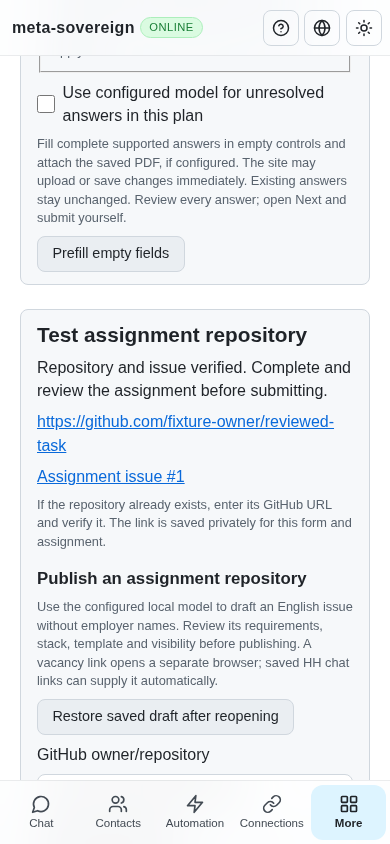 meta-sovereign ONLINE
Use configured model for unresolved
answers in this plan
Fill complete supported answers in empty controls and
attach the saved PDF, if configured. The site may
upload or save changes immediately. Existing answers
stay unchanged. Review every answer; open Next and
submit yourself.
Prefill empty fields
Test assignment repository
Repository and issue verified. Complete and
review the assignment before submitting.
https://github.com/fixture-owner/reviewed-
task
Assignment issue #1
If the repository already exists, enter its GitHub URL
and verify it. The link is saved privately for this form and
assignment.
Publish an assignment repository
Use the configured local model to draft an English issue
without employer names. Review its requirements,
stack, template and visibility before publishing. A
vacancy link opens a separate browser; saved HH chat
links can supply it automatically.
Restore saved draft after reopening
GitHub owner/repository
Chat Contacts Automation Connections More